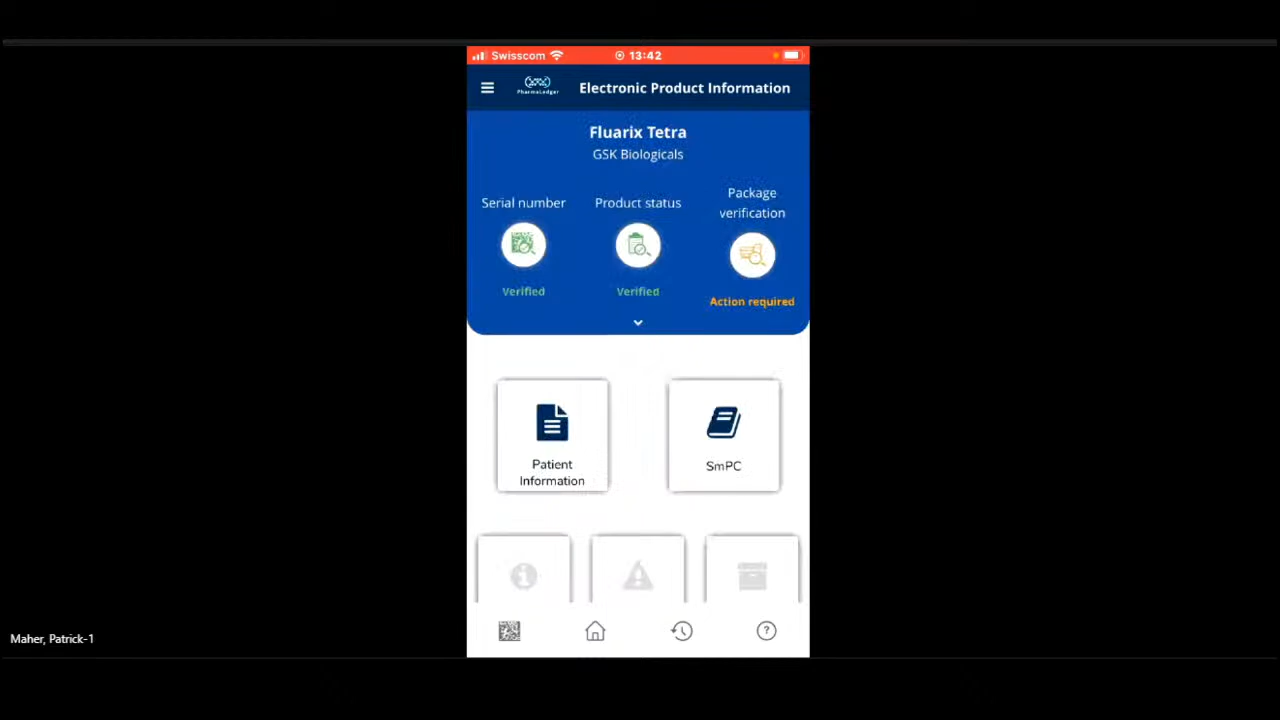 Swisscom
13:42
PharmaLedger
Electronic Product Information
Fluarix Tetra
GSK Biologicals
Serial number
Product status
Package
verification
Verified
Verified
Action required
Patient
Information
SmPC
Maher, Patrick-1